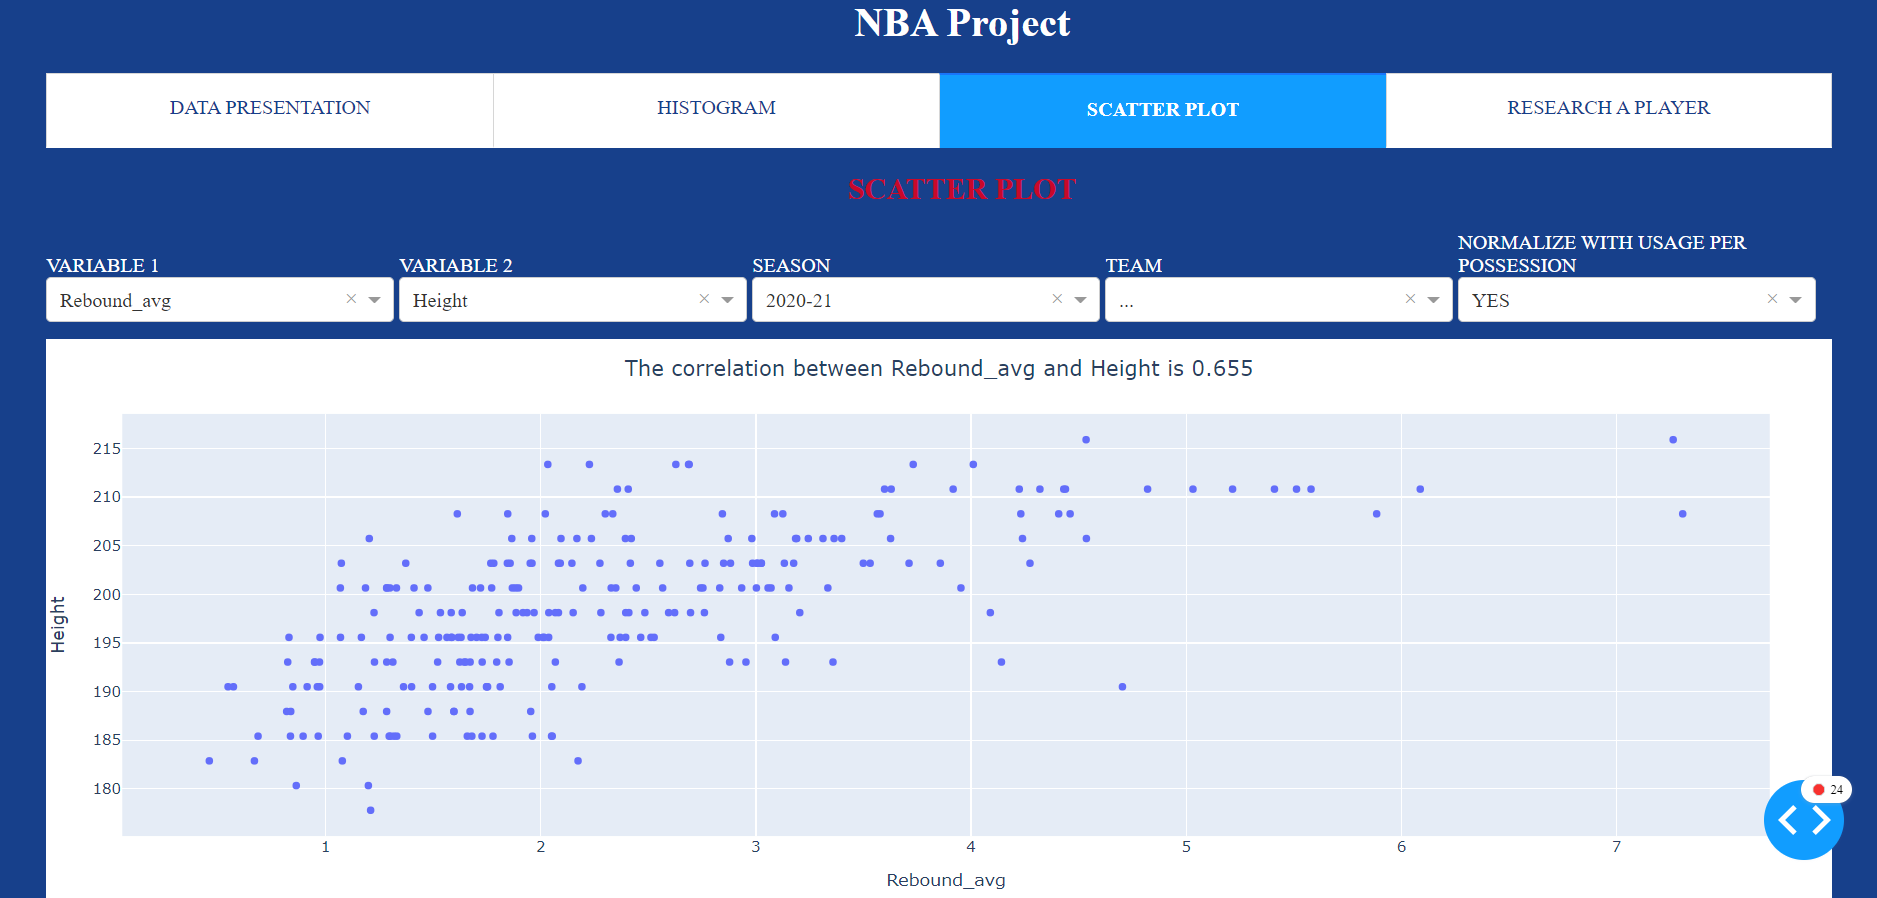 NBA Project
DATA PRESENTATION
HISTOGRAM
SCATTER PLOT
RESEARCH A PLAYER
SCATTER PLOT
VARIABLE 1
VARIABLE 2
SEASON
TEAM
NORMALIZE WITH USAGE PER
POSSESSION
Rebound_avg
Height
2020-21
...
YES
The correlation between Rebound_avg and Height is 0.655
Height
215
210
205
200
195
190
185
180
1 2 3 4 5 6 7
Rebound_avg
24